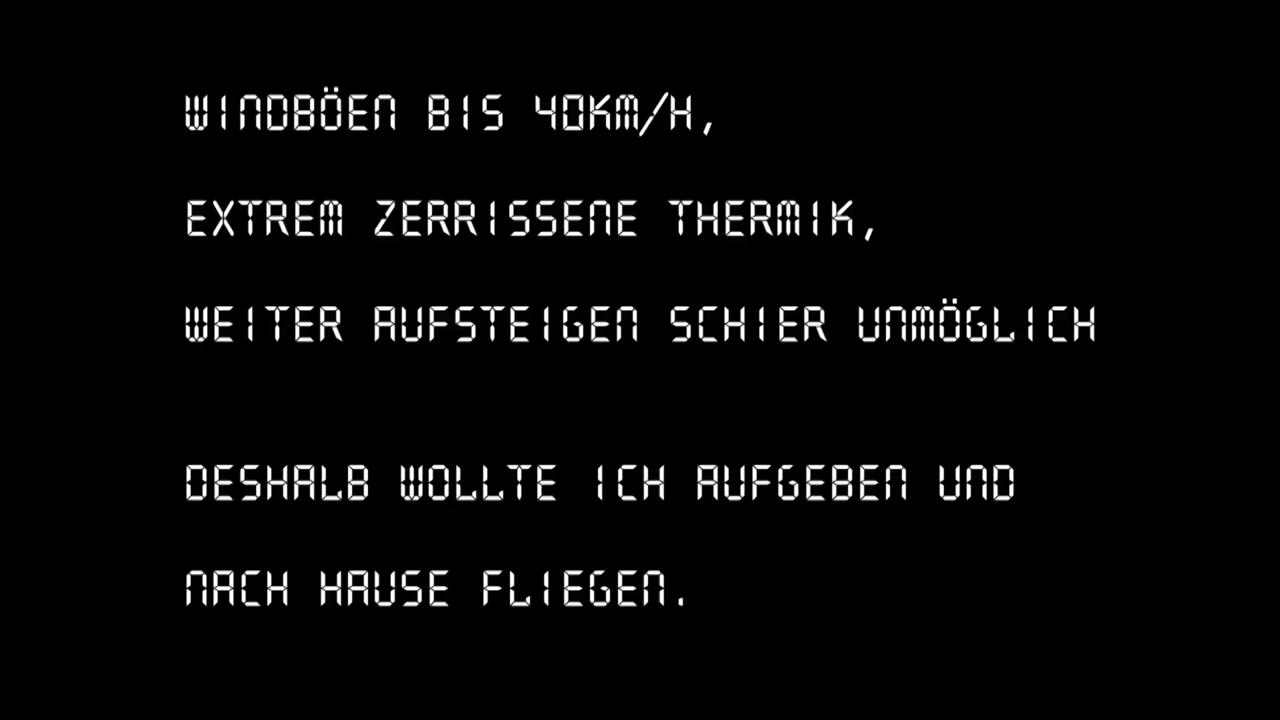 WINDBÖEN BIS 40KM/H,
EXTREM ZERRISSENE THERMIK,
WEITER AUFSTEIGEN SCHIER UNMÖGLICH
DESHALB WOLLTE ICH AUFGEBEN UND
NACH HAUSE FLIEGEN.